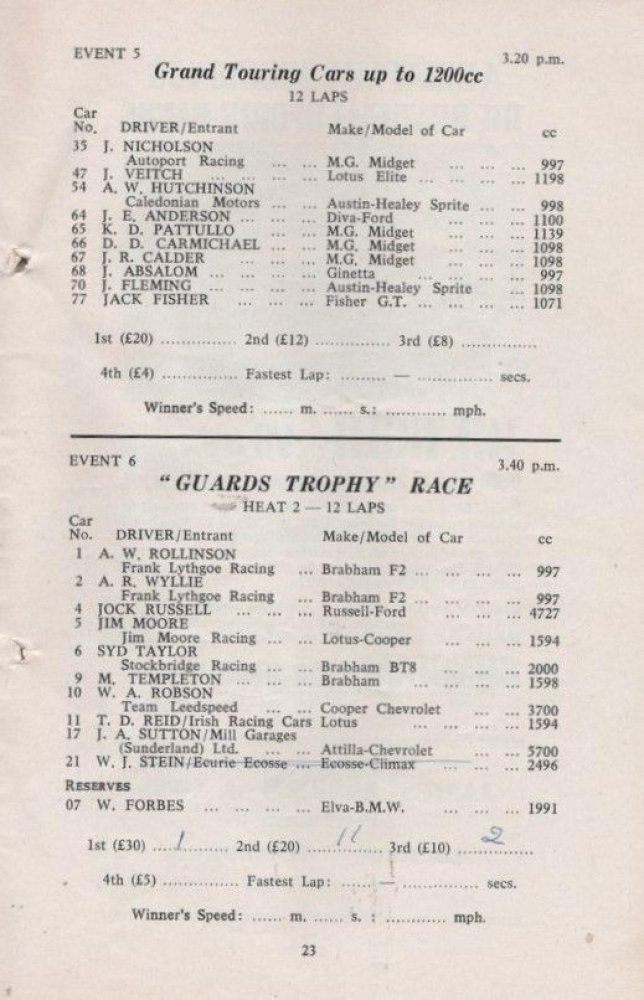 EVENT 5 3.20 p.m.
Grand Touring Cars up to 1200cc
12 LAPS
Car
No. DRIVER/Entrant Make/Model of Car cc
35 J. NICHOLSON
Autoport Racing ... ... M.G. Midget ... ... ... 997
47 J. VEITCH ... ... ... ... Lotus Elite ... ... ... ... 1198
54 A. W. HUTCHINSON
Caledonian Motors ... ... Austin-Healey Sprite ... ... 998
64 J. E. ANDERSON ... ... ... Diva-Ford ... ... ... 1100
65 K. D. PATTULLO ... ... M.G. Midget ... ... ... 1139
66 D. D. CARMICHAEL ... ... M.G. Midget ... ... ... 1098
67 J. R. CALDER ... ... ... M.G. Midget ... ... ... 1098
68 J. ABSALOM ... ... ... ... Ginetta ... ... ... ... 997
70 J. FLEMING ... ... ... ... Austin-Healey Sprite ... 1098
77 JACK FISHER ... ... ... Fisher G.T. ... ... ... ... 1071
1st (£20) ............... 2nd (£12) ............... 3rd (£8) ...............
4th (£4) ............... Fastest Lap: ......... — ............... secs.
Winner's Speed: ...... m. ...... s.: ............ mph.
EVENT 6 3.40 p.m.
"GUARDS TROPHY" RACE
HEAT 2 — 12 LAPS
Car
No. DRIVER/Entrant Make/Model of Car cc
1 A. W. ROLLINSON
Frank Lythgoe Racing ... Brabham F2 ... ... ... ... 997
2 A. R. WYLLIE
Frank Lythgoe Racing ... Brabham F2 ... ... ... ... 997
4 JOCK RUSSELL ... ... ... Russell-Ford ... ... ... 4727
5 JIM MOORE
Jim Moore Racing ... ... Lotus-Cooper ... ... ... 1594
6 SYD TAYLOR
Stockbridge Racing ... ... Brabham BT8 ... ... ... 2000
9 M. TEMPLETON ... ... ... Brabham ... ... ... ... 1598
10 W. A. ROBSON
Team Leedspeed ... ... Cooper Chevrolet ... ... 3700
11 T. D. REID/Irish Racing Cars Lotus ... ... ... ... 1594
17 J. A. SUTTON/Mill Garages
(Sunderland) Ltd. ... ... Attilla-Chevrolet ... ... 5700
21 W. J. STEIN/Ecurie Ecosse ... Ecosse-Climax ... ... ... 2496
RESERVES
07 W. FORBES ... ... ... ... Elva-B.M.W. ... ... ... 1991
1st (£30) .....1......... 2nd (£20) ......11....... 3rd (£10) .....2.........
4th (£5) ............... Fastest Lap: ...... — ............... secs.
Winner's Speed: ...... m. ...... s. : ............ mph.
23